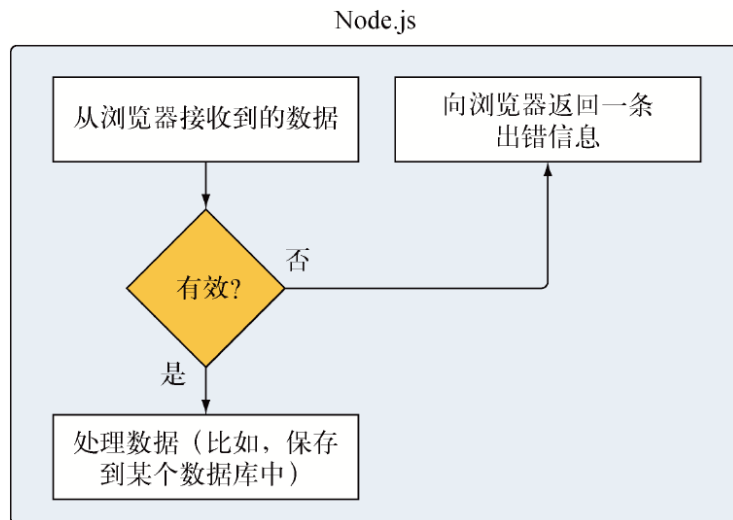 Node.js
从浏览器接收到的数据
向浏览器返回一条
出错信息
有效?
否
是
处理数据（比如，保存
到某个数据库中）